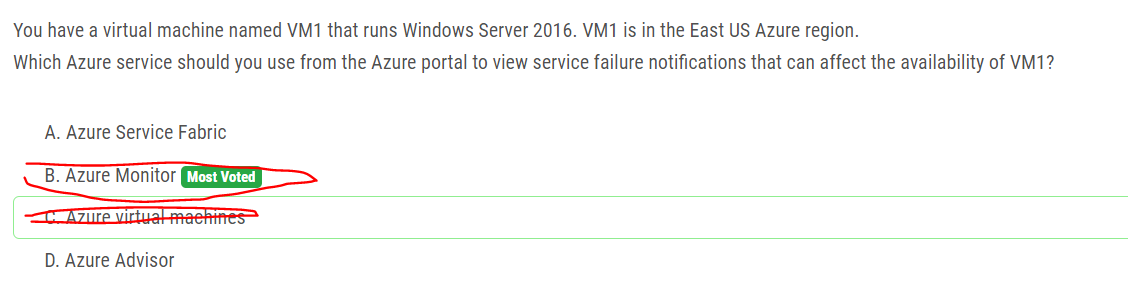 You have a virtual machine named VM1 that runs Windows Server 2016. VM1 is in the East US Azure region.
Which Azure service should you use from the Azure portal to view service failure notifications that can affect the availability of VM1?
A. Azure Service Fabric
B. Azure Monitor Most Voted
C. Azure virtual machines
D. Azure Advisor